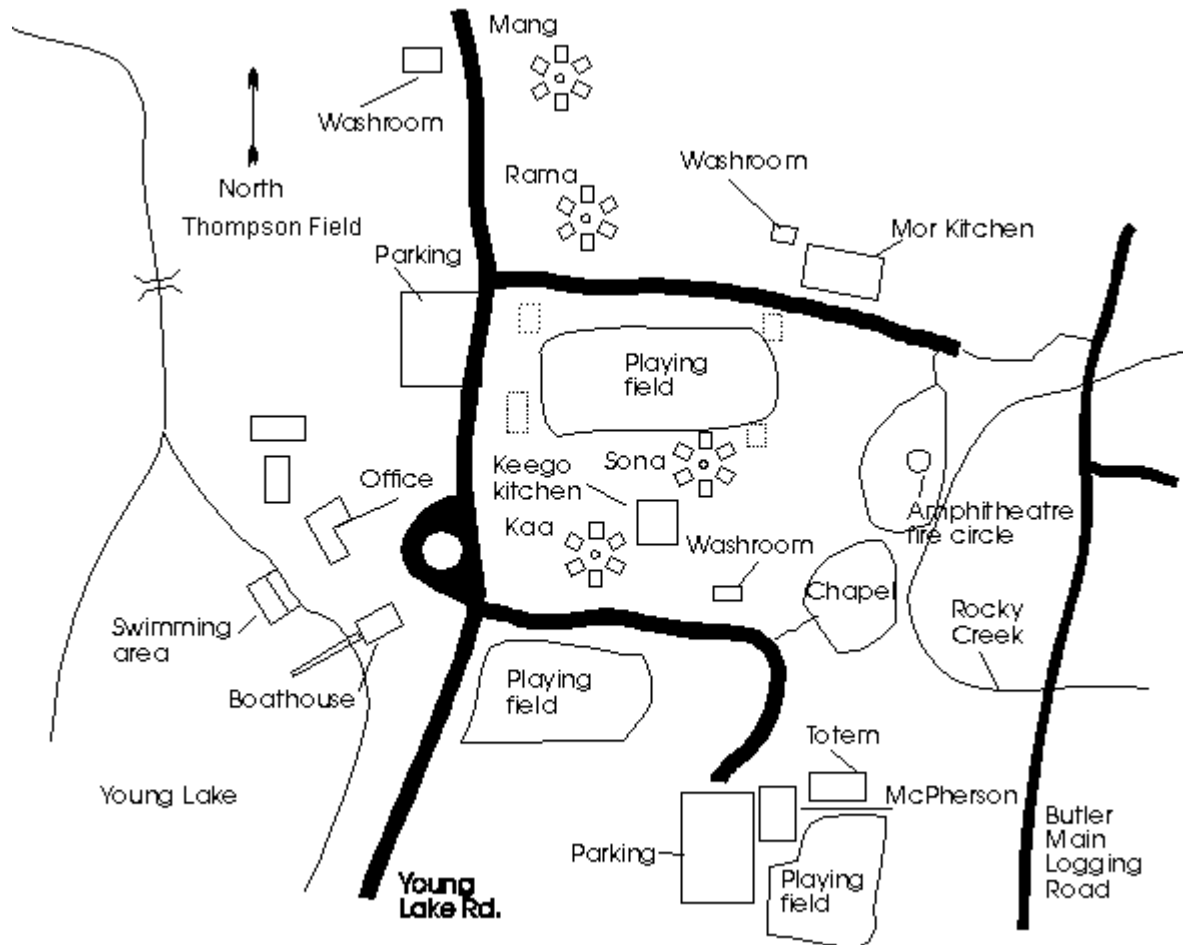 Mang
Washroom
North
Thompson Field
Rama
Washroom
Mor Kitchen
Parking
Playing
field
Keego
kitchen
Sona
Office
Kaa
Amphitheatre
fire circle
Washroom
Chapel
Swimming
area
Rocky
Creek
Boathouse
Playing
field
Totem
Young Lake
McPherson
Parking
Playing
field
Butler
Main
Logging
Road
Young
Lake Rd.